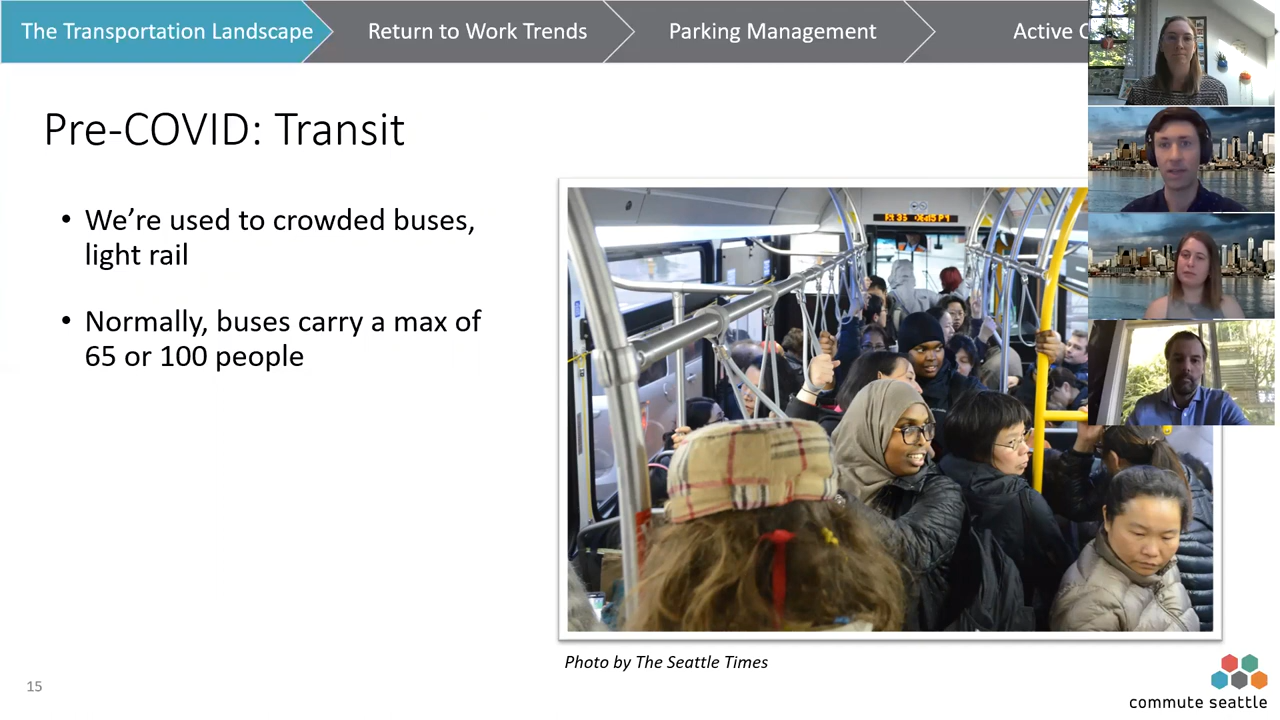 The Transportation Landscape
Return to Work Trends
Parking Management
Active
Pre-COVID: Transit
• We’re used to crowded buses,
light rail
• Normally, buses carry a max of
65 or 100 people
Photo by The Seattle Times
15
commute seattle